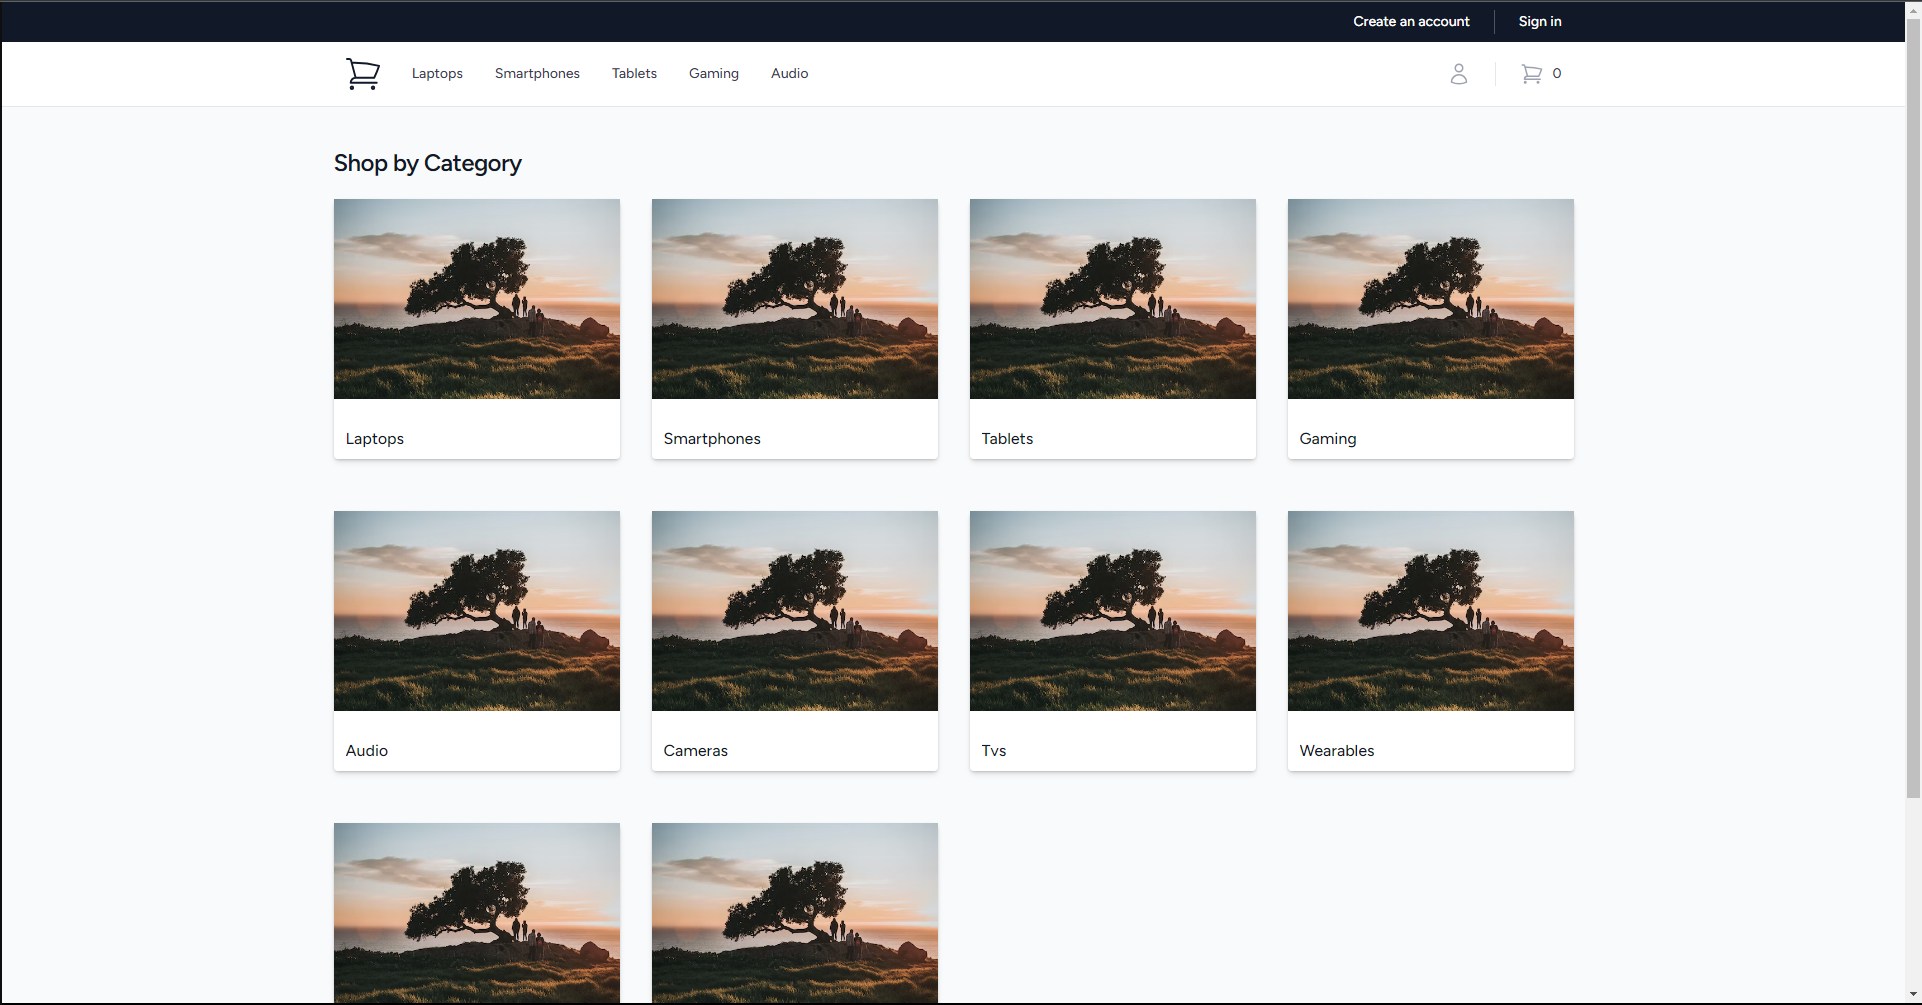 Create an account Sign in
Laptops Smartphones Tablets Gaming Audio 0
Shop by Category
Laptops Smartphones Tablets Gaming
Audio Cameras Tvs Wearables